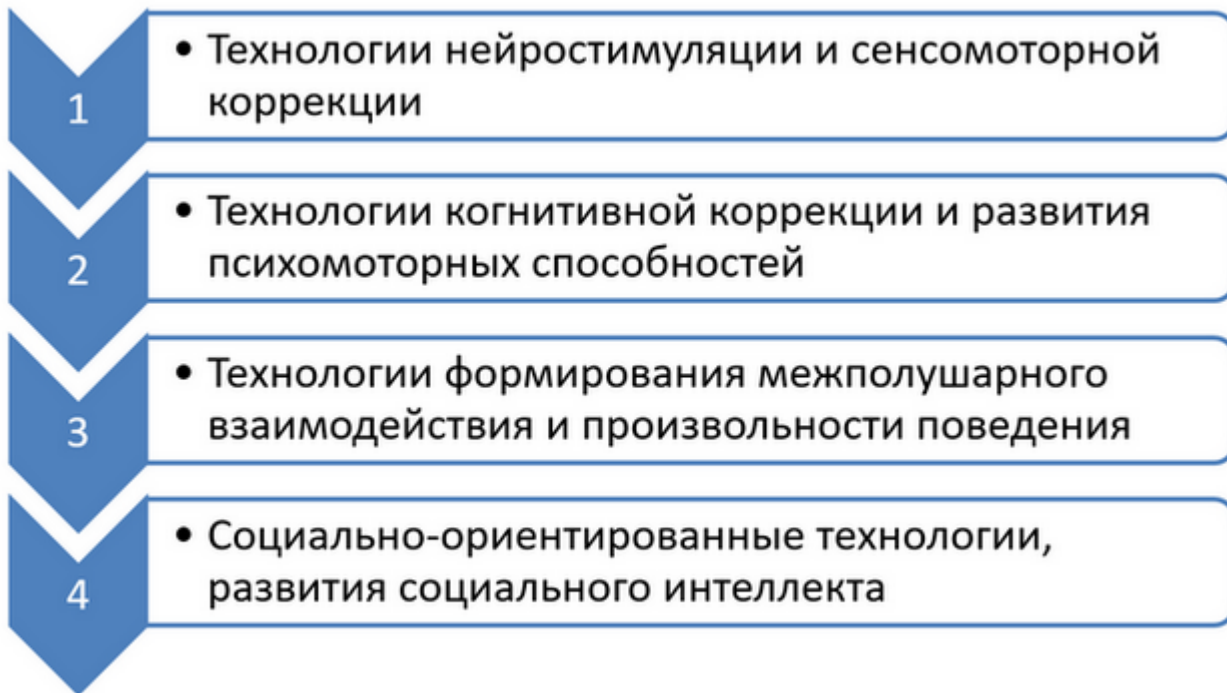 1
• Технологии нейростимуляции и сенсомоторной
коррекции
2
• Технологии когнитивной коррекции и развития
психомоторных способностей
3
• Технологии формирования межполушарного
взаимодействия и произвольности поведения
4
• Социально-ориентированные технологии,
развития социального интеллекта